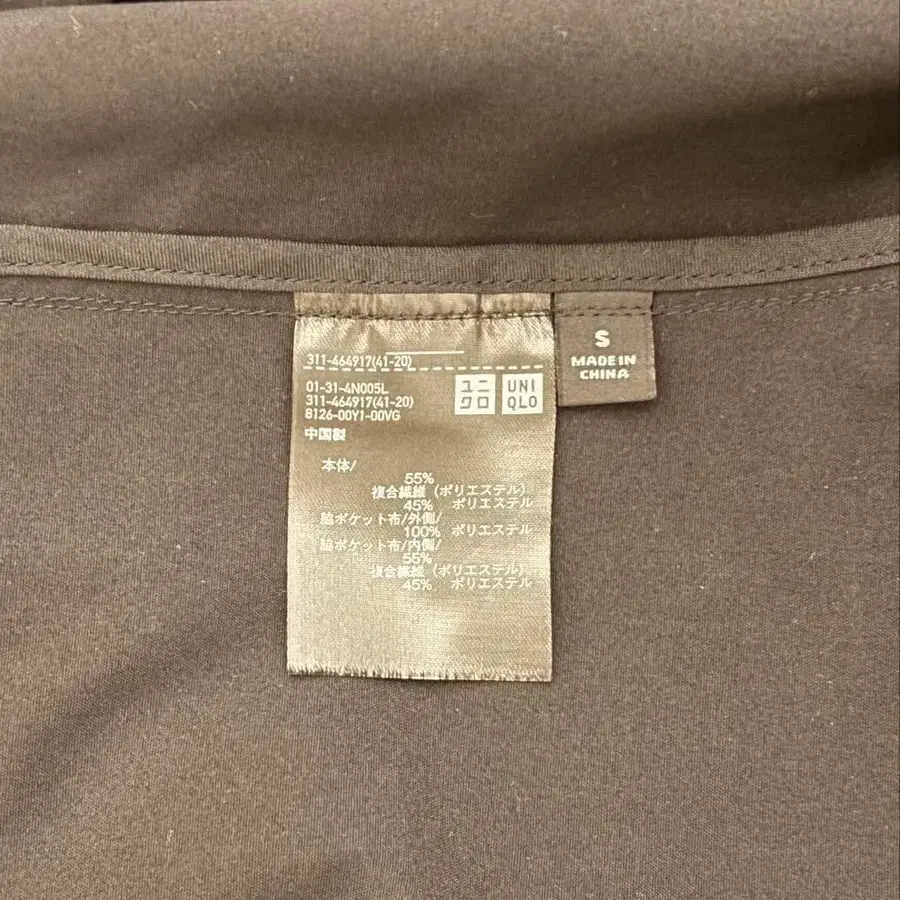 311-464917(41-20)
01-31-4N005L
311-464917(41-20)
8126-00Y1-00VG
中国製
ユニ
クロ
UNI
QLO
本体/
55%
複合繊維(ポリエステル)
45% ポリエステル
脇ポケット布/外側/
100% ポリエステル
脇ポケット布/内側/
55%
複合繊維(ポリエステル)
45% ポリエステル
S
MADE IN
CHINA